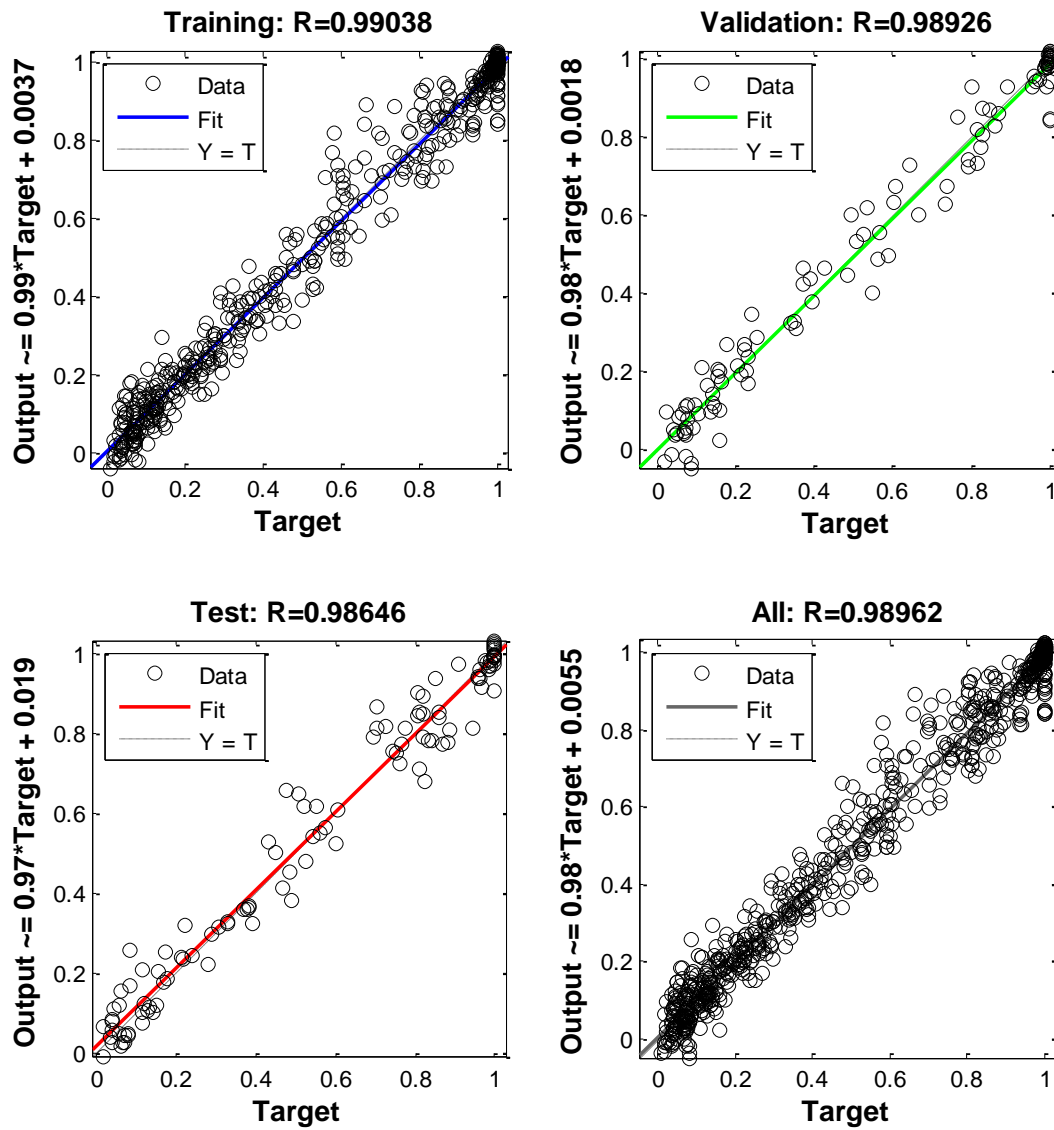 Training: R=0.99038
Output ~= 0.99*Target + 0.0037
Data
Fit
Y = T
1
0.8
0.6
0.4
0.2
0
0 0.2 0.4 0.6 0.8 1
Target
Validation: R=0.98926
Output ~= 0.98*Target + 0.0018
Data
Fit
Y = T
1
0.8
0.6
0.4
0.2
0
0 0.2 0.4 0.6 0.8 1
Target
Test: R=0.98646
Output ~= 0.97*Target + 0.019
Data
Fit
Y = T
1
0.8
0.6
0.4
0.2
0
0 0.2 0.4 0.6 0.8 1
Target
All: R=0.98962
Output ~= 0.98*Target + 0.0055
Data
Fit
Y = T
1
0.8
0.6
0.4
0.2
0
0 0.2 0.4 0.6 0.8 1
Target